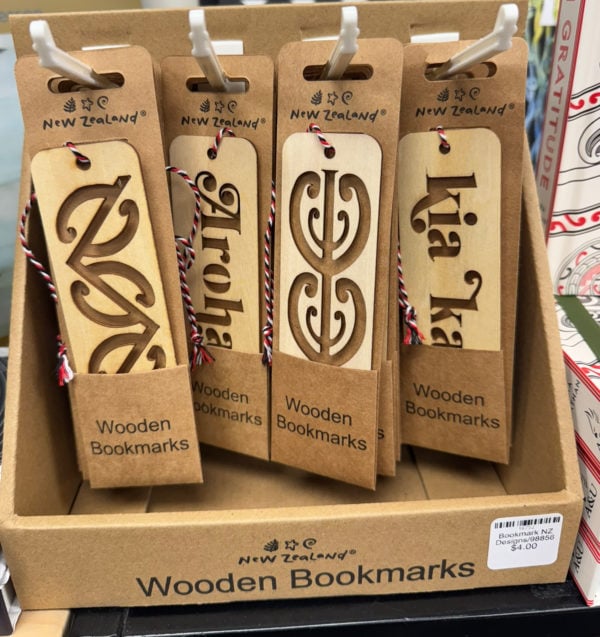 New Zealand®
New Zealand®
New Zealand®
New Zealand®
Aroha
kia ka
Wooden
Bookmarks
Wooden
Bookmarks
Wooden
Bookmarks
Wooden
Bookmarks
New Zealand®
Wooden Bookmarks
Bookmark NZ
Designs/98856
$4.00
GRATITUDE
A&U
A&U